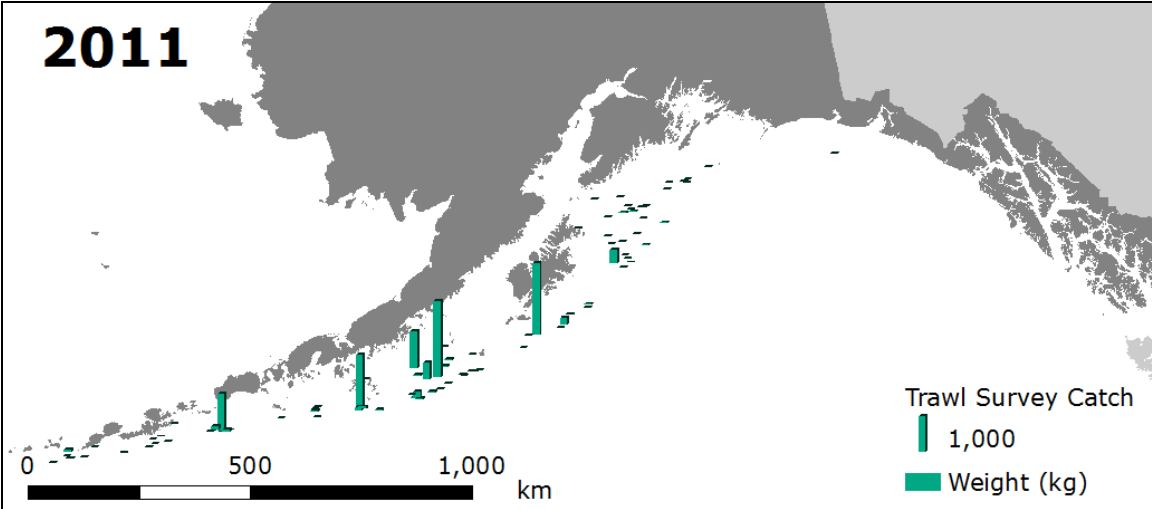 2011
Trawl Survey Catch
1,000
Weight (kg)
0 500 1,000
km